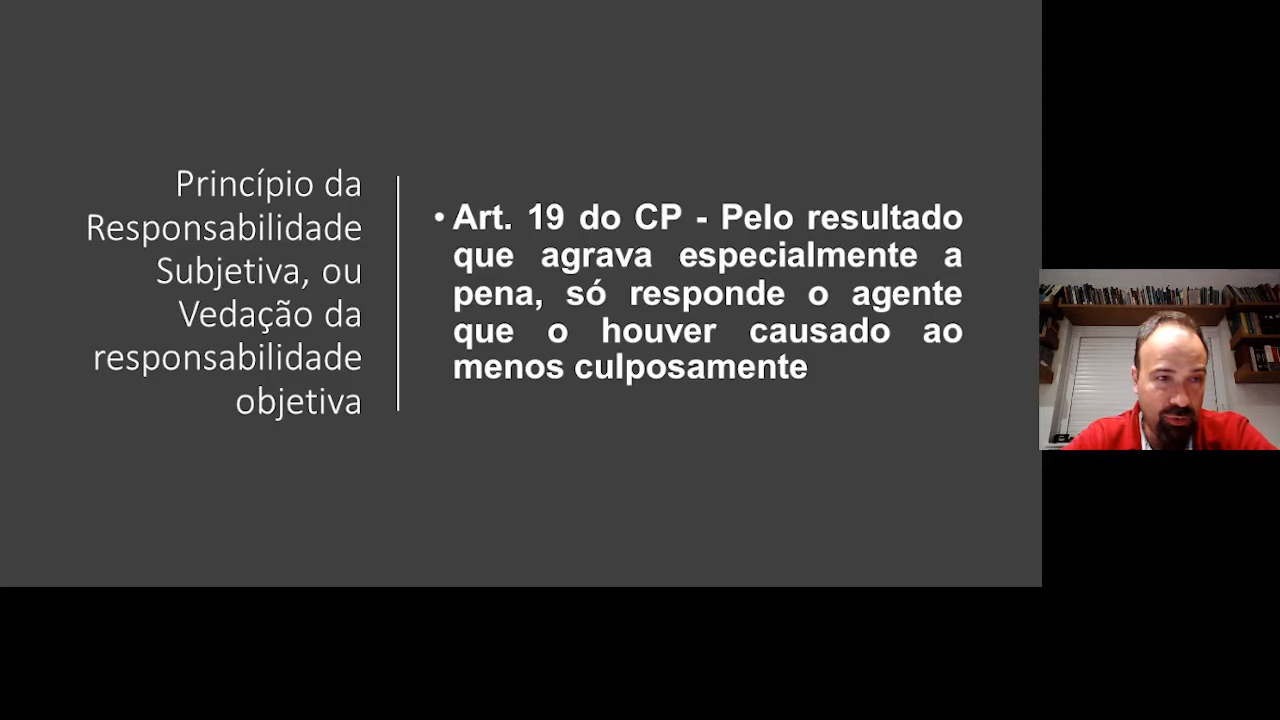 Princípio da
Responsabilidade
Subjetiva, ou
Vedação da
responsabilidade
objetiva
• Art. 19 do CP - Pelo resultado
que agrava especialmente a
pena, só responde o agente
que o houver causado ao
menos culposamente